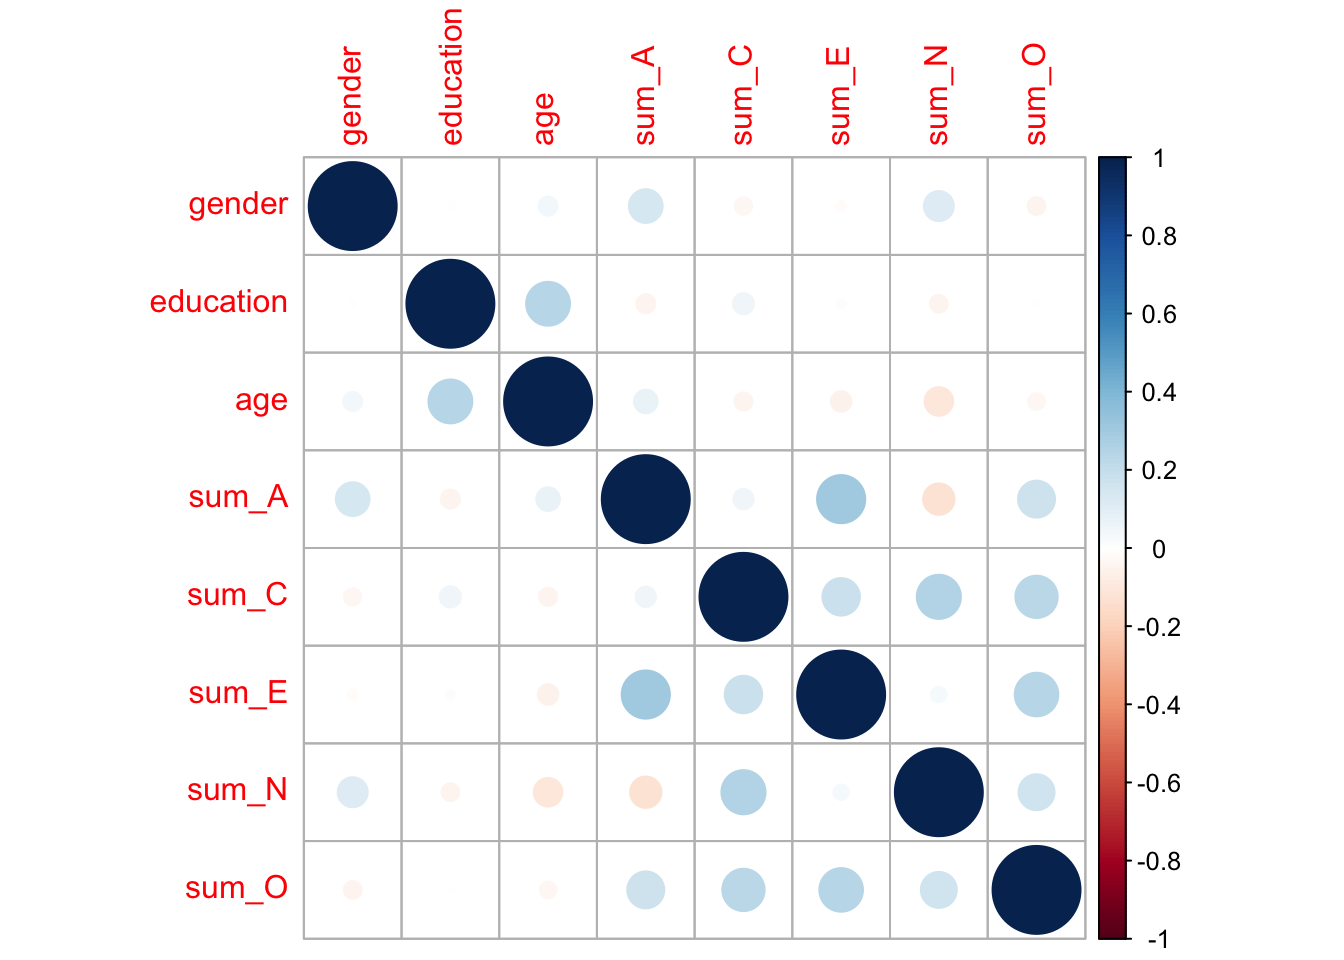 gender
education
age
sum_A
sum_C
sum_E
sum_N
sum_O
gender
education
age
sum_A
sum_C
sum_E
sum_N
sum_O
1
0.8
0.6
0.4
0.2
0
-0.2
-0.4
-0.6
-0.8
-1